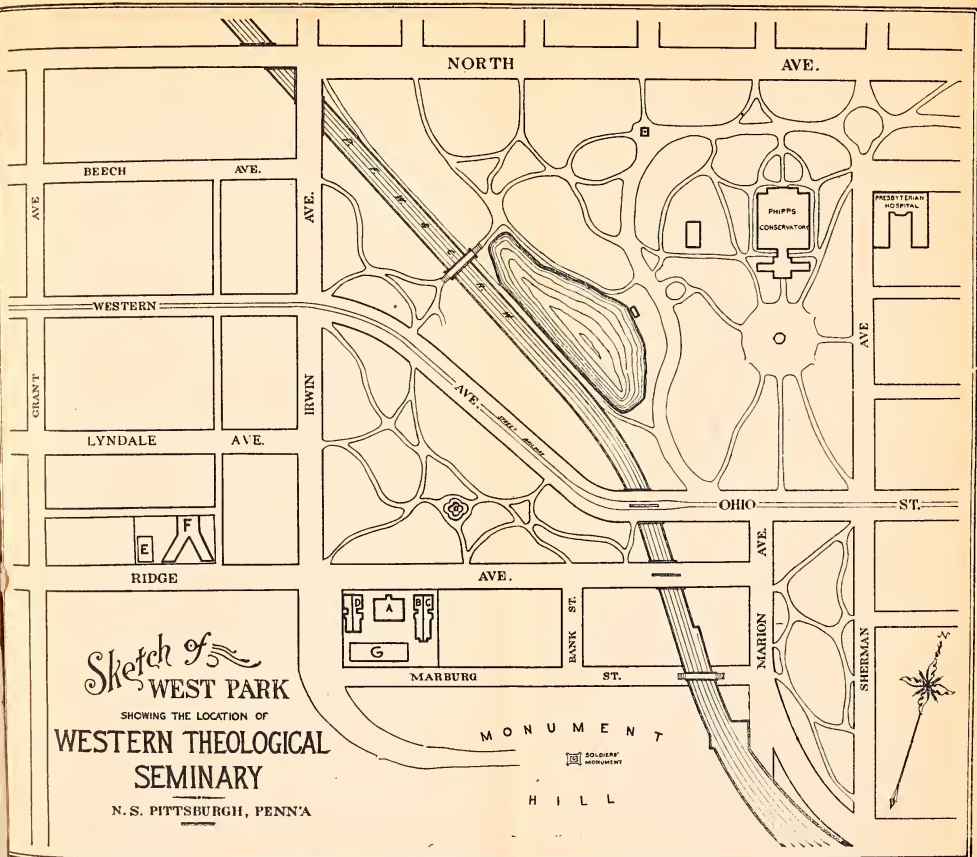 NORTH AVE.
BEECH AVE.
AVE
AVE.
PHIPPS
CONSERVATORY
PRESBYTERIAN
HOSPITAL
WESTERN
AVE.
STREET RAILWAY
AVE
GRANT
IRWIN
LYNDALE AVE.
OHIO ST.
F
E
RIDGE AVE.
AVE.
D
A
B
C
G
BANK ST.
MARION
SHERMAN
MARBURG ST.
Sketch of
WEST PARK
SHOWING THE LOCATION OF
WESTERN THEOLOGICAL
SEMINARY
N. S. PITTSBURGH, PENN'A
MONUMENT
SOLDIERS'
MONUMENT
HILL